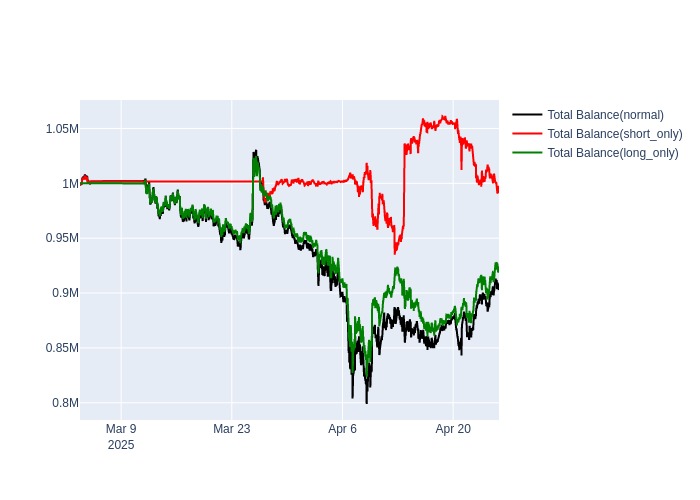 1.05M
1M
0.95M
0.9M
0.85M
0.8M
Mar 9
2025
Mar 23
Apr 6
Apr 20
Total Balance(normal)
Total Balance(short_only)
Total Balance(long_only)